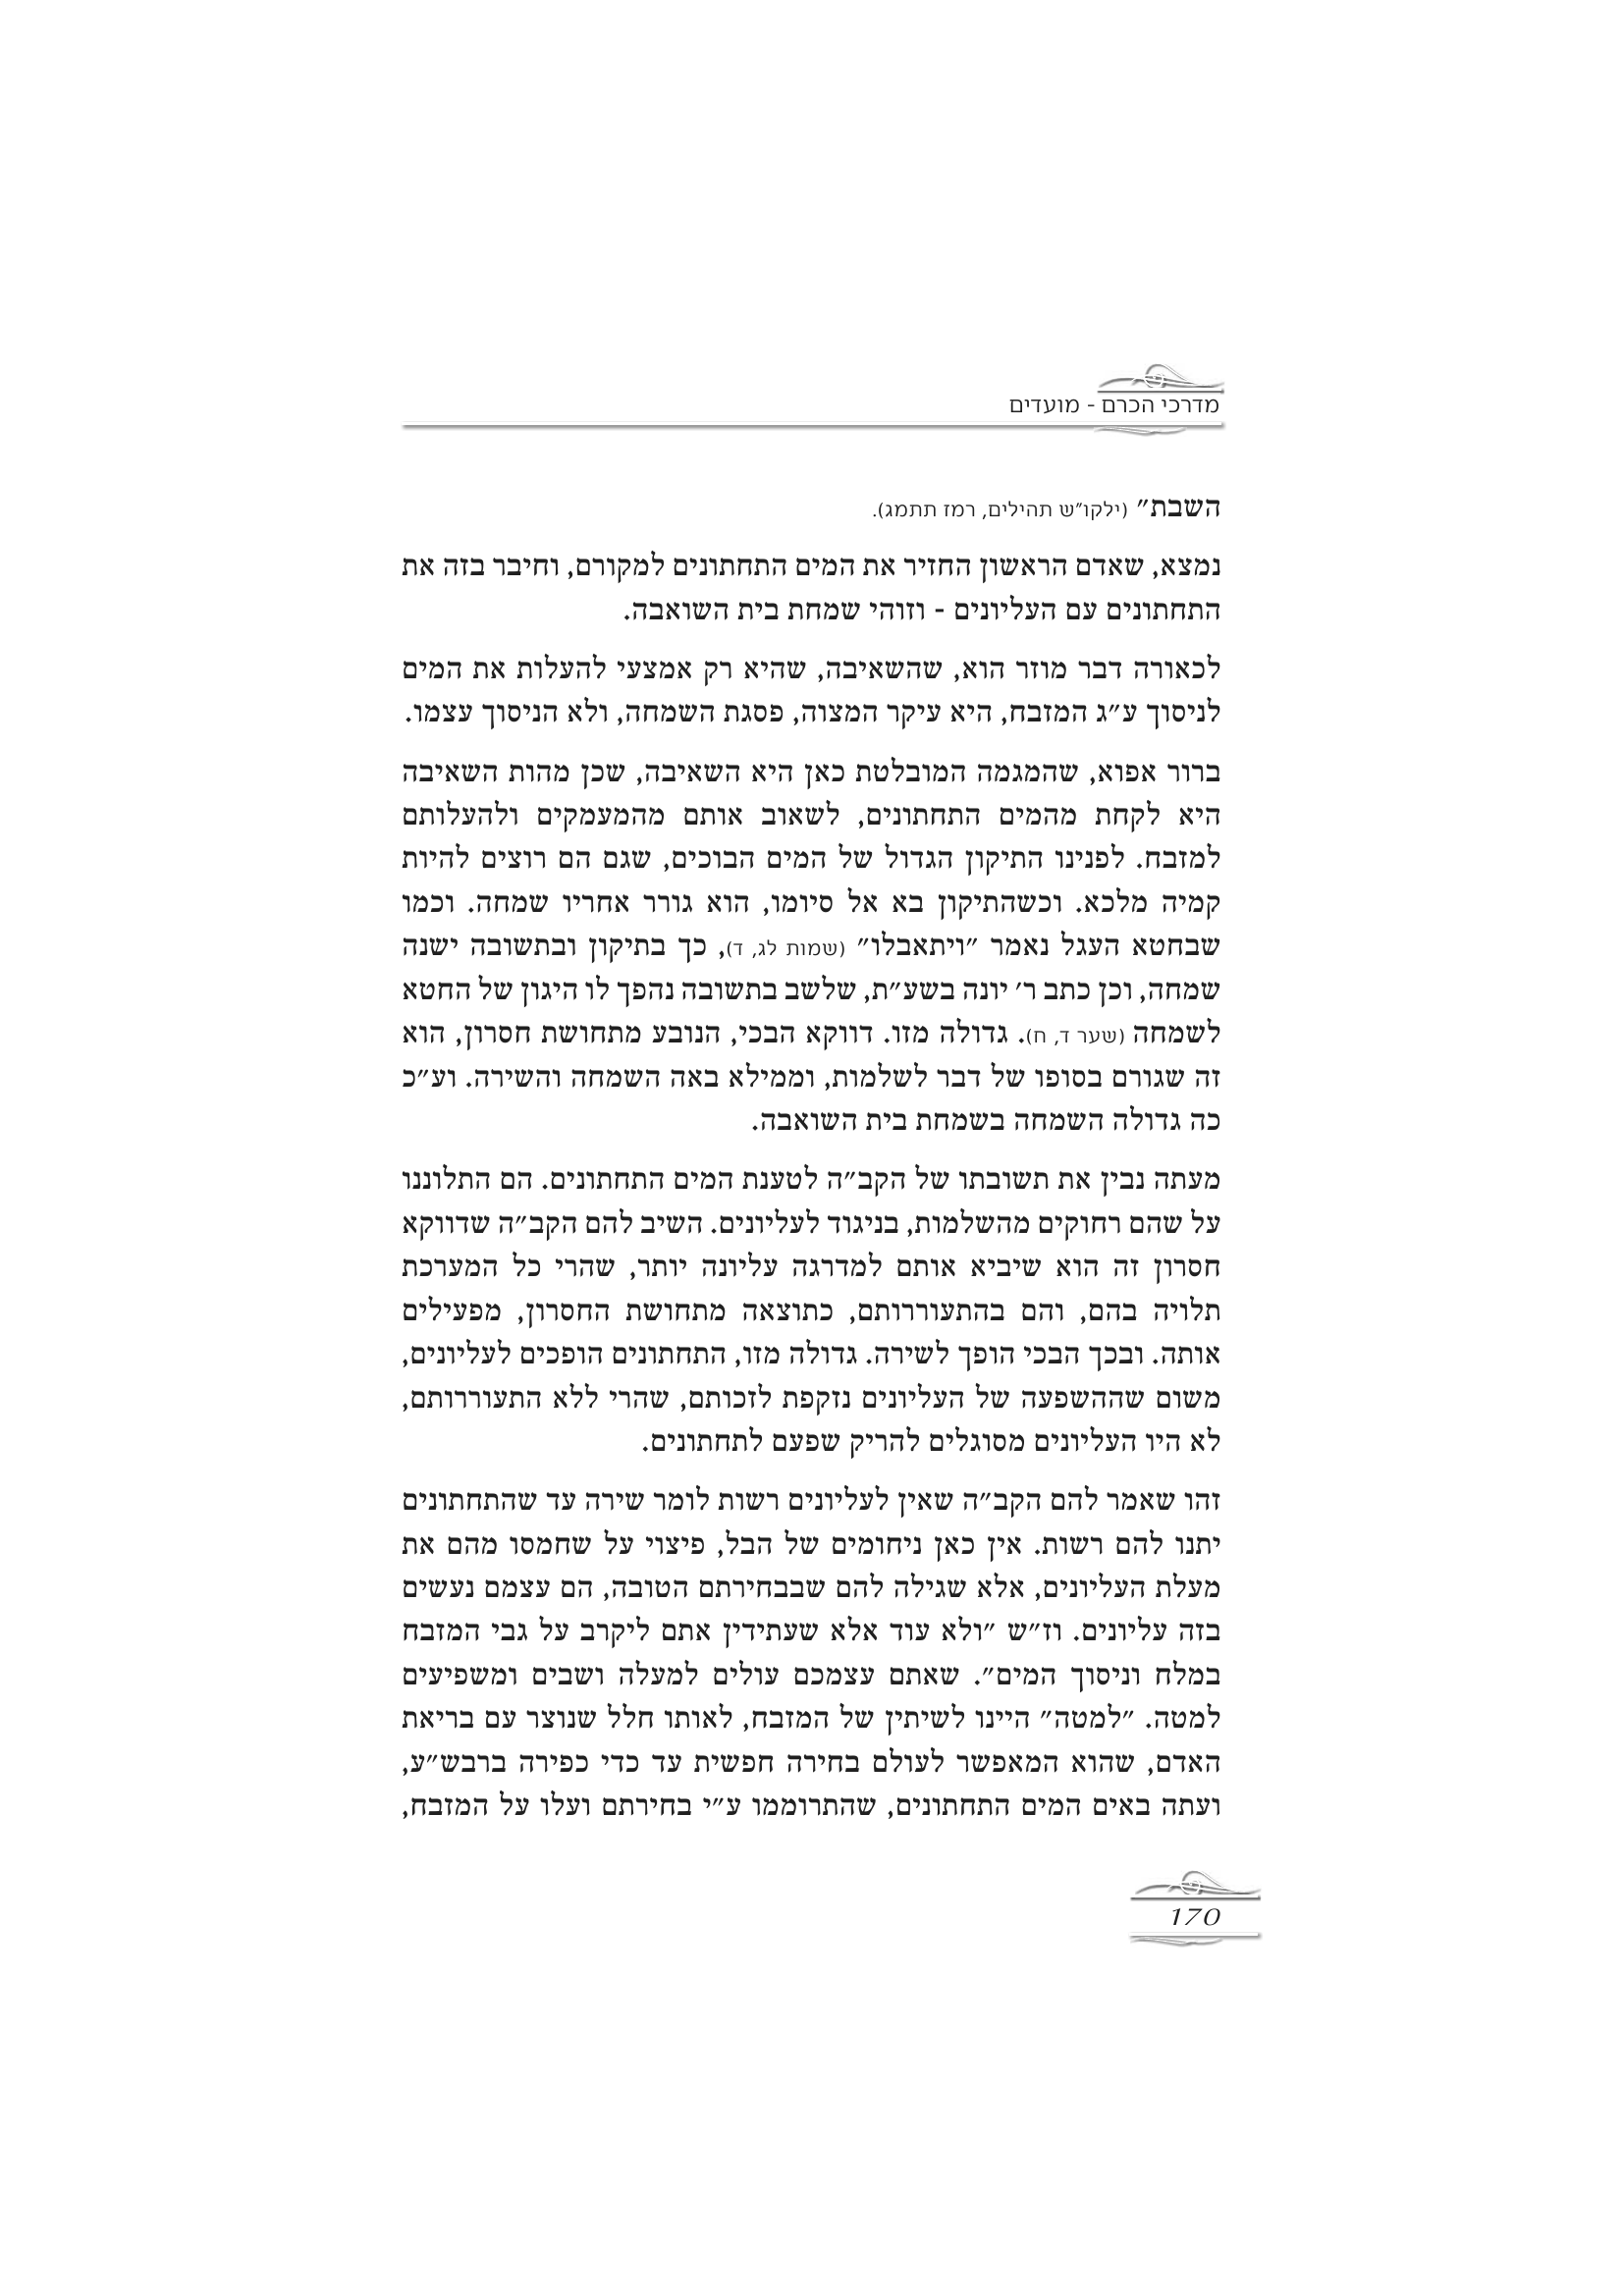 מדרכי הכרם - מועדים
השבת״ (ילקו״ש תהילים, רמז תתמג).
נמצא, שאדם הראשון החזיר את המים התחתונים למקורם, וחיבר בזה את
התחתונים עם העליונים - וזוהי שמחת בית השואבה.
לכאורה דבר מוזר הוא, שהשאיבה, שהיא רק אמצעי להעלות את המים
לניסוך ע״ג המזבח, היא עיקר המצוה, פסגת השמחה, ולא הניסוך עצמו.
ברור אפוא, שהמגמה המובלטת כאן היא השאיבה, שכן מהות השאיבה
היא לקחת מהמים התחתונים, לשאוב אותם מהמעמקים ולהעלותם
למזבח. לפנינו התיקון הגדול של המים הבוכים, שגם הם רוצים להיות
קמיה מלכא. וכשהתיקון בא אל סיומו, הוא גורר אחריו שמחה. וכמו
שבחטא העגל נאמר ״ויתאבלו״ (שמות לג, ד), כך בתיקון ובתשובה ישנה
שמחה, וכן כתב ר׳ יונה בשע״ת, שלשב בתשובה נהפך לו היגון של החטא
לשמחה (שער ד, ח). גדולה מזו. דווקא הבכי, הנובע מתחושת חסרון, הוא
זה שגורם בסופו של דבר לשלמות, וממילא באה השמחה והשירה. וע״כ
כה גדולה השמחה בשמחת בית השואבה.
מעתה נבין את תשובתו של הקב״ה לטענת המים התחתונים. הם התלוננו
על שהם רחוקים מהשלמות, בניגוד לעליונים. השיב להם הקב״ה שדווקא
חסרון זה הוא שיביא אותם למדרגה עליונה יותר, שהרי כל המערכת
תלויה בהם, והם בהתעוררותם, כתוצאה מתחושת החסרון, מפעילים
אותה. ובכך הבכי הופך לשירה. גדולה מזו, התחתונים הופכים לעליונים,
משום שההשפעה של העליונים נזקפת לזכותם, שהרי ללא התעוררותם,
לא היו העליונים מסוגלים להריק שפעם לתחתונים.
זהו שאמר להם הקב״ה שאין לעליונים רשות לומר שירה עד שהתחתונים
יתנו להם רשות. אין כאן ניחומים של הבל, פיצוי על שחמסו מהם את
מעלת העליונים, אלא שגילה להם שבבחירתם הטובה, הם עצמם נעשים
בזה עליונים. וז״ש ״ולא עוד אלא שעתידין אתם ליקרב על גבי המזבח
במלח וניסוך המים״. שאתם עצמכם עולים למעלה ושבים ומשפיעים
למטה. ״למטה״ היינו לשיתין של המזבח, לאותו חלל שנוצר עם בריאת
האדם, שהוא המאפשר לעולם בחירה חפשית עד כדי כפירה ברבש״ע,
ועתה באים המים התחתונים, שהתרוממו ע״י בחירתם ועלו על המזבח,
170